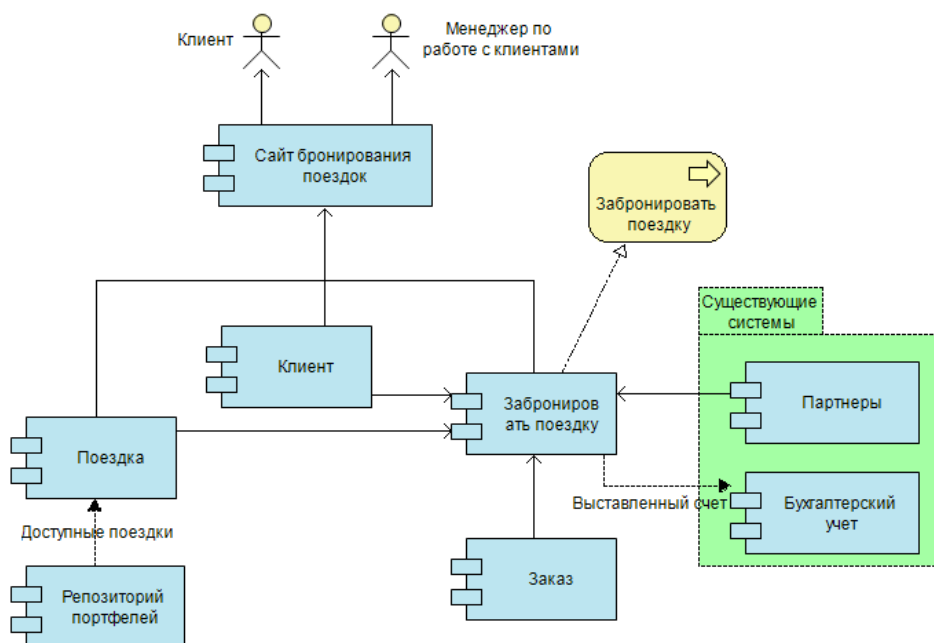 Клиент
Менеджер по
работе с клиентами
Сайт бронирования
поездок
Забронировать
поездку
Существующие
системы
Клиент
Заброниров
ать поездку
Партнеры
Поездка
Выставленный счет
Бухгалтерский
учет
Доступные поездки
Заказ
Репозиторий
портфелей